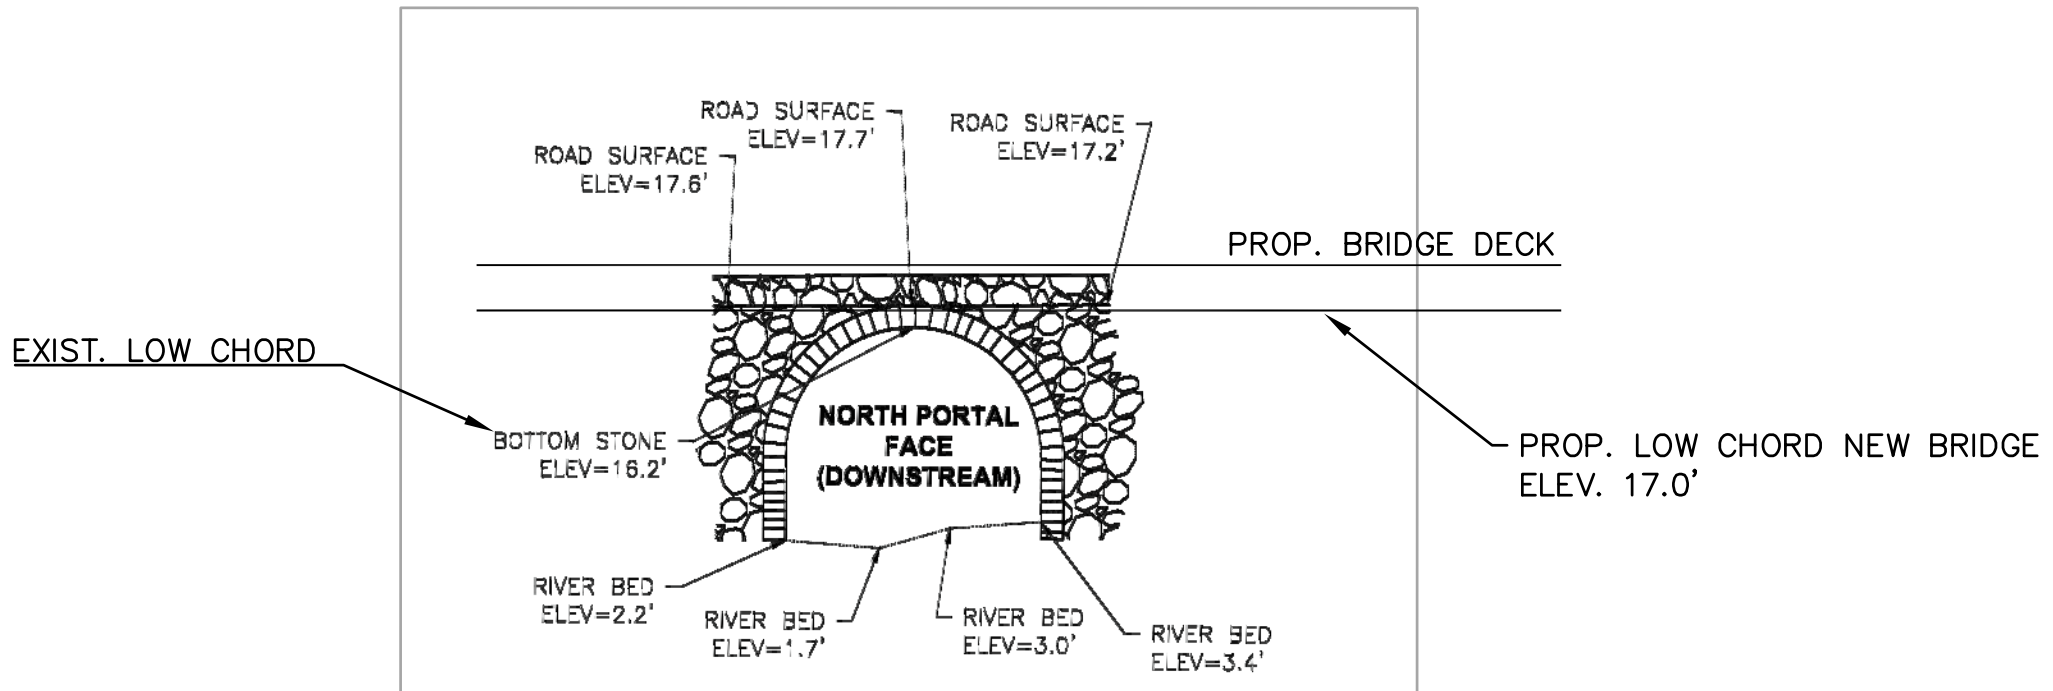 ROAD SURFACE
ELEV=17.7'
ROAD SURFACE
ELEV=17.2'
ROAD SURFACE
ELEV=17.6'
PROP. BRIDGE DECK
EXIST. LOW CHORD
NORTH PORTAL
FACE
(DOWNSTREAM)
BOTTOM STONE
ELEV=16.2'
PROP. LOW CHORD NEW BRIDGE
ELEV. 17.0'
RIVER BED
ELEV=2.2'
RIVER BED
ELEV=1.7'
RIVER BED
ELEV=3.0'
RIVER BED
ELEV=3.4'